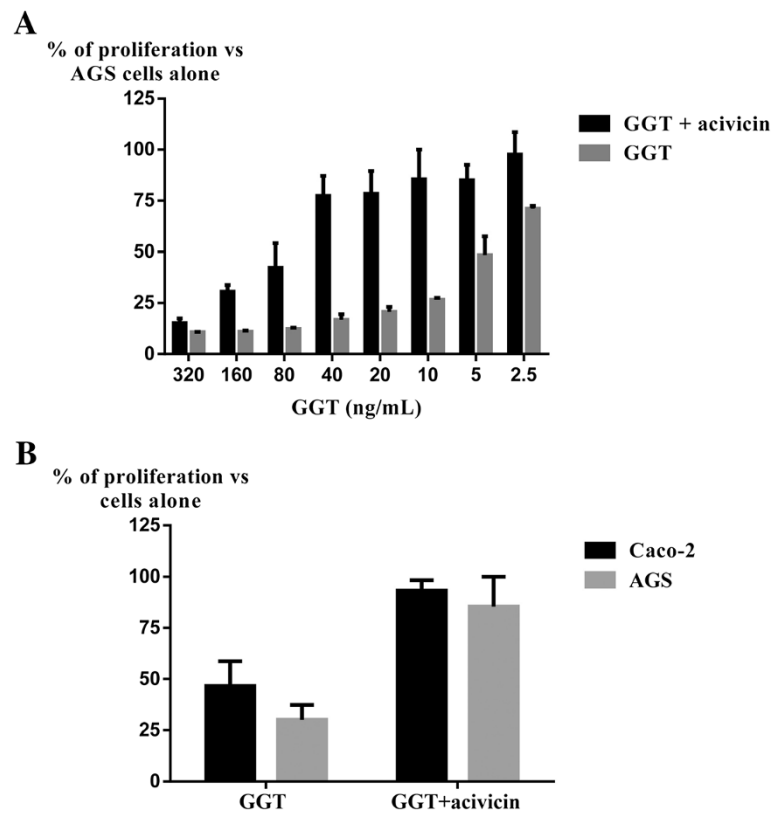 A
% of proliferation vs
AGS cells alone
125
100
75
50
25
0
320 160 80 40 20 10 5 2.5
GGT (ng/mL)
GGT + acivicin
GGT
B
% of proliferation vs
cells alone
125
100
75
50
25
0
GGT GGT+acivicin
Caco-2
AGS